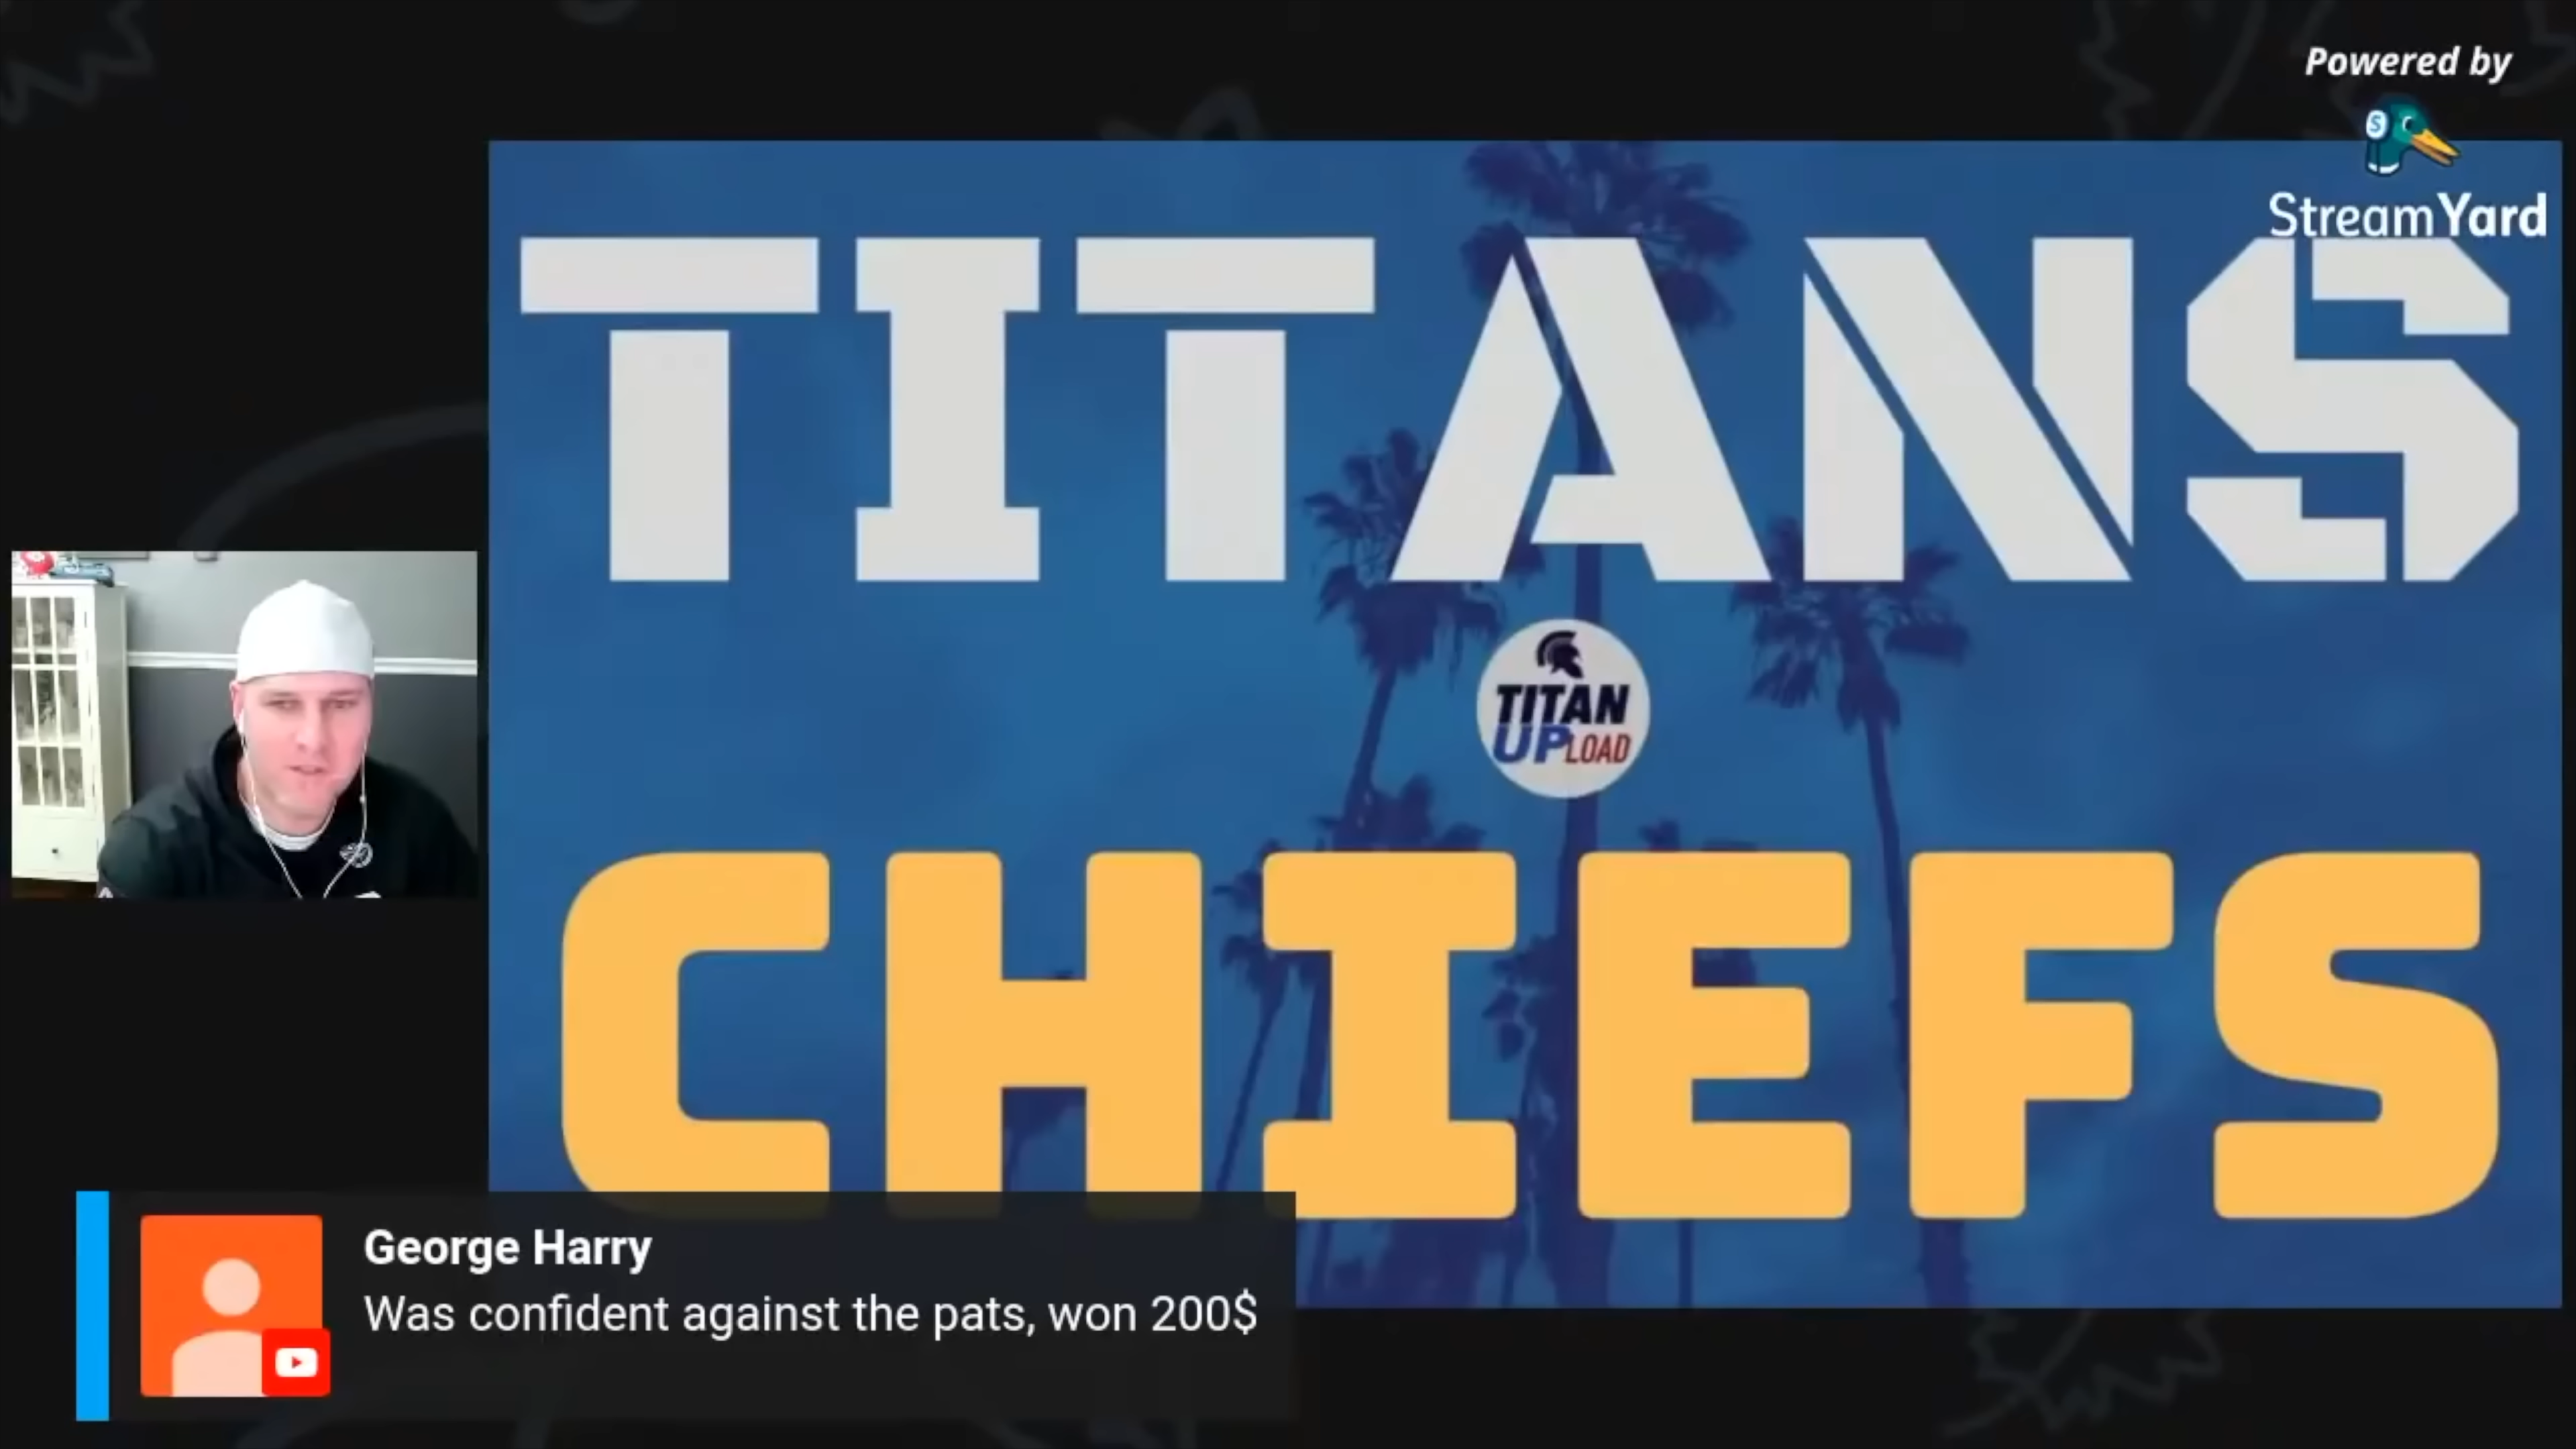 Powered by
S
StreamYard
TITANS
TITAN
UPLOAD
CHIEFS
George Harry
Was confident against the pats, won 200$